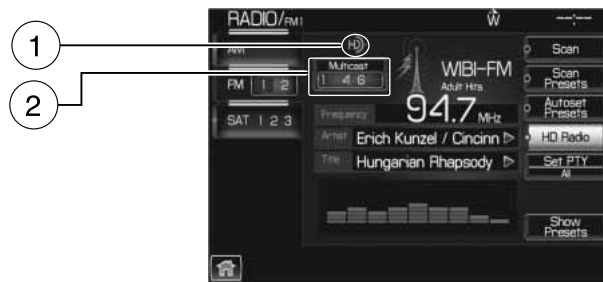 RADIO/FM1
W
--:--
1
2
AM
HD
Multicast
1 4 6
FM 1 2
SAT 1 2 3
WIBI-FM
Adult Hits
94.7 MHz
Frequency
Artist Erich Kunzel / Cincinn
Title Hungarian Rhapsody
Scan
Scan
Presets
Autoset
Presets
HD Radio
Set PTY
All
Show
Presets